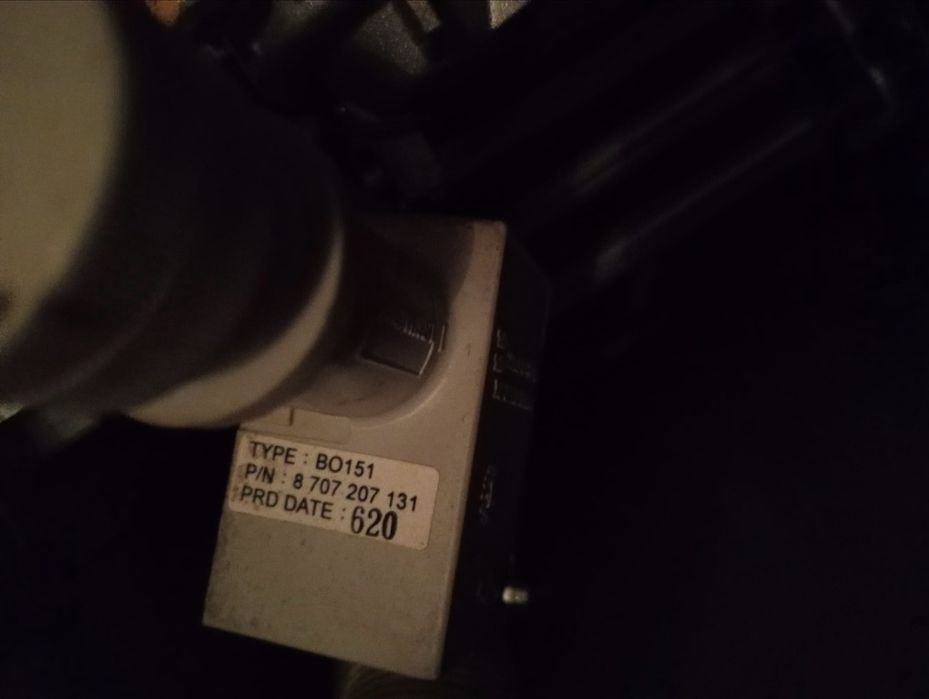 TYPE : BO151
P/N : 8 707 207 131
PRD DATE : 620